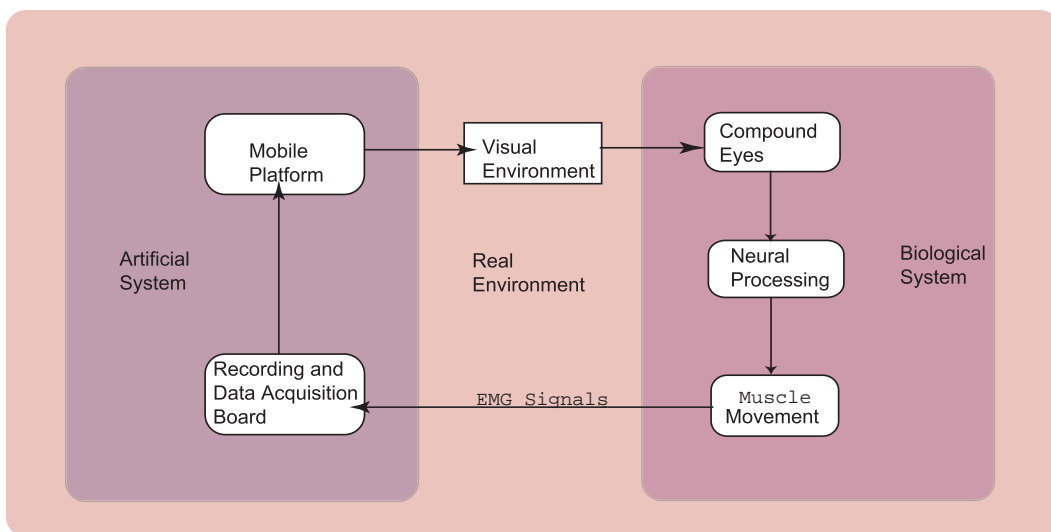 Mobile
Platform
Visual
Environment
Compound
Eyes
Artificial
System
Real
Environment
Neural
Processing
Biological
System
Recording and
Data Acquisition
Board
EMG Signals
Muscle
Movement